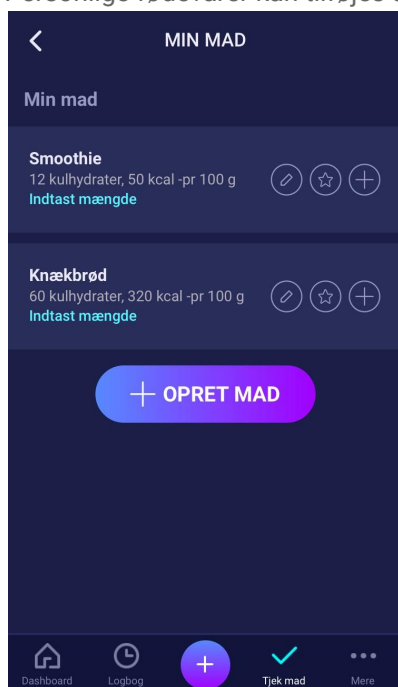 MIN MAD
Min mad
Smoothie
12 kulhydrater, 50 kcal -pr 100 g
Indtast mængde
Knækbrød
60 kulhydrater, 320 kcal -pr 100 g
Indtast mængde
OPRET MAD
Dashboard Logbog Tjek mad Mere